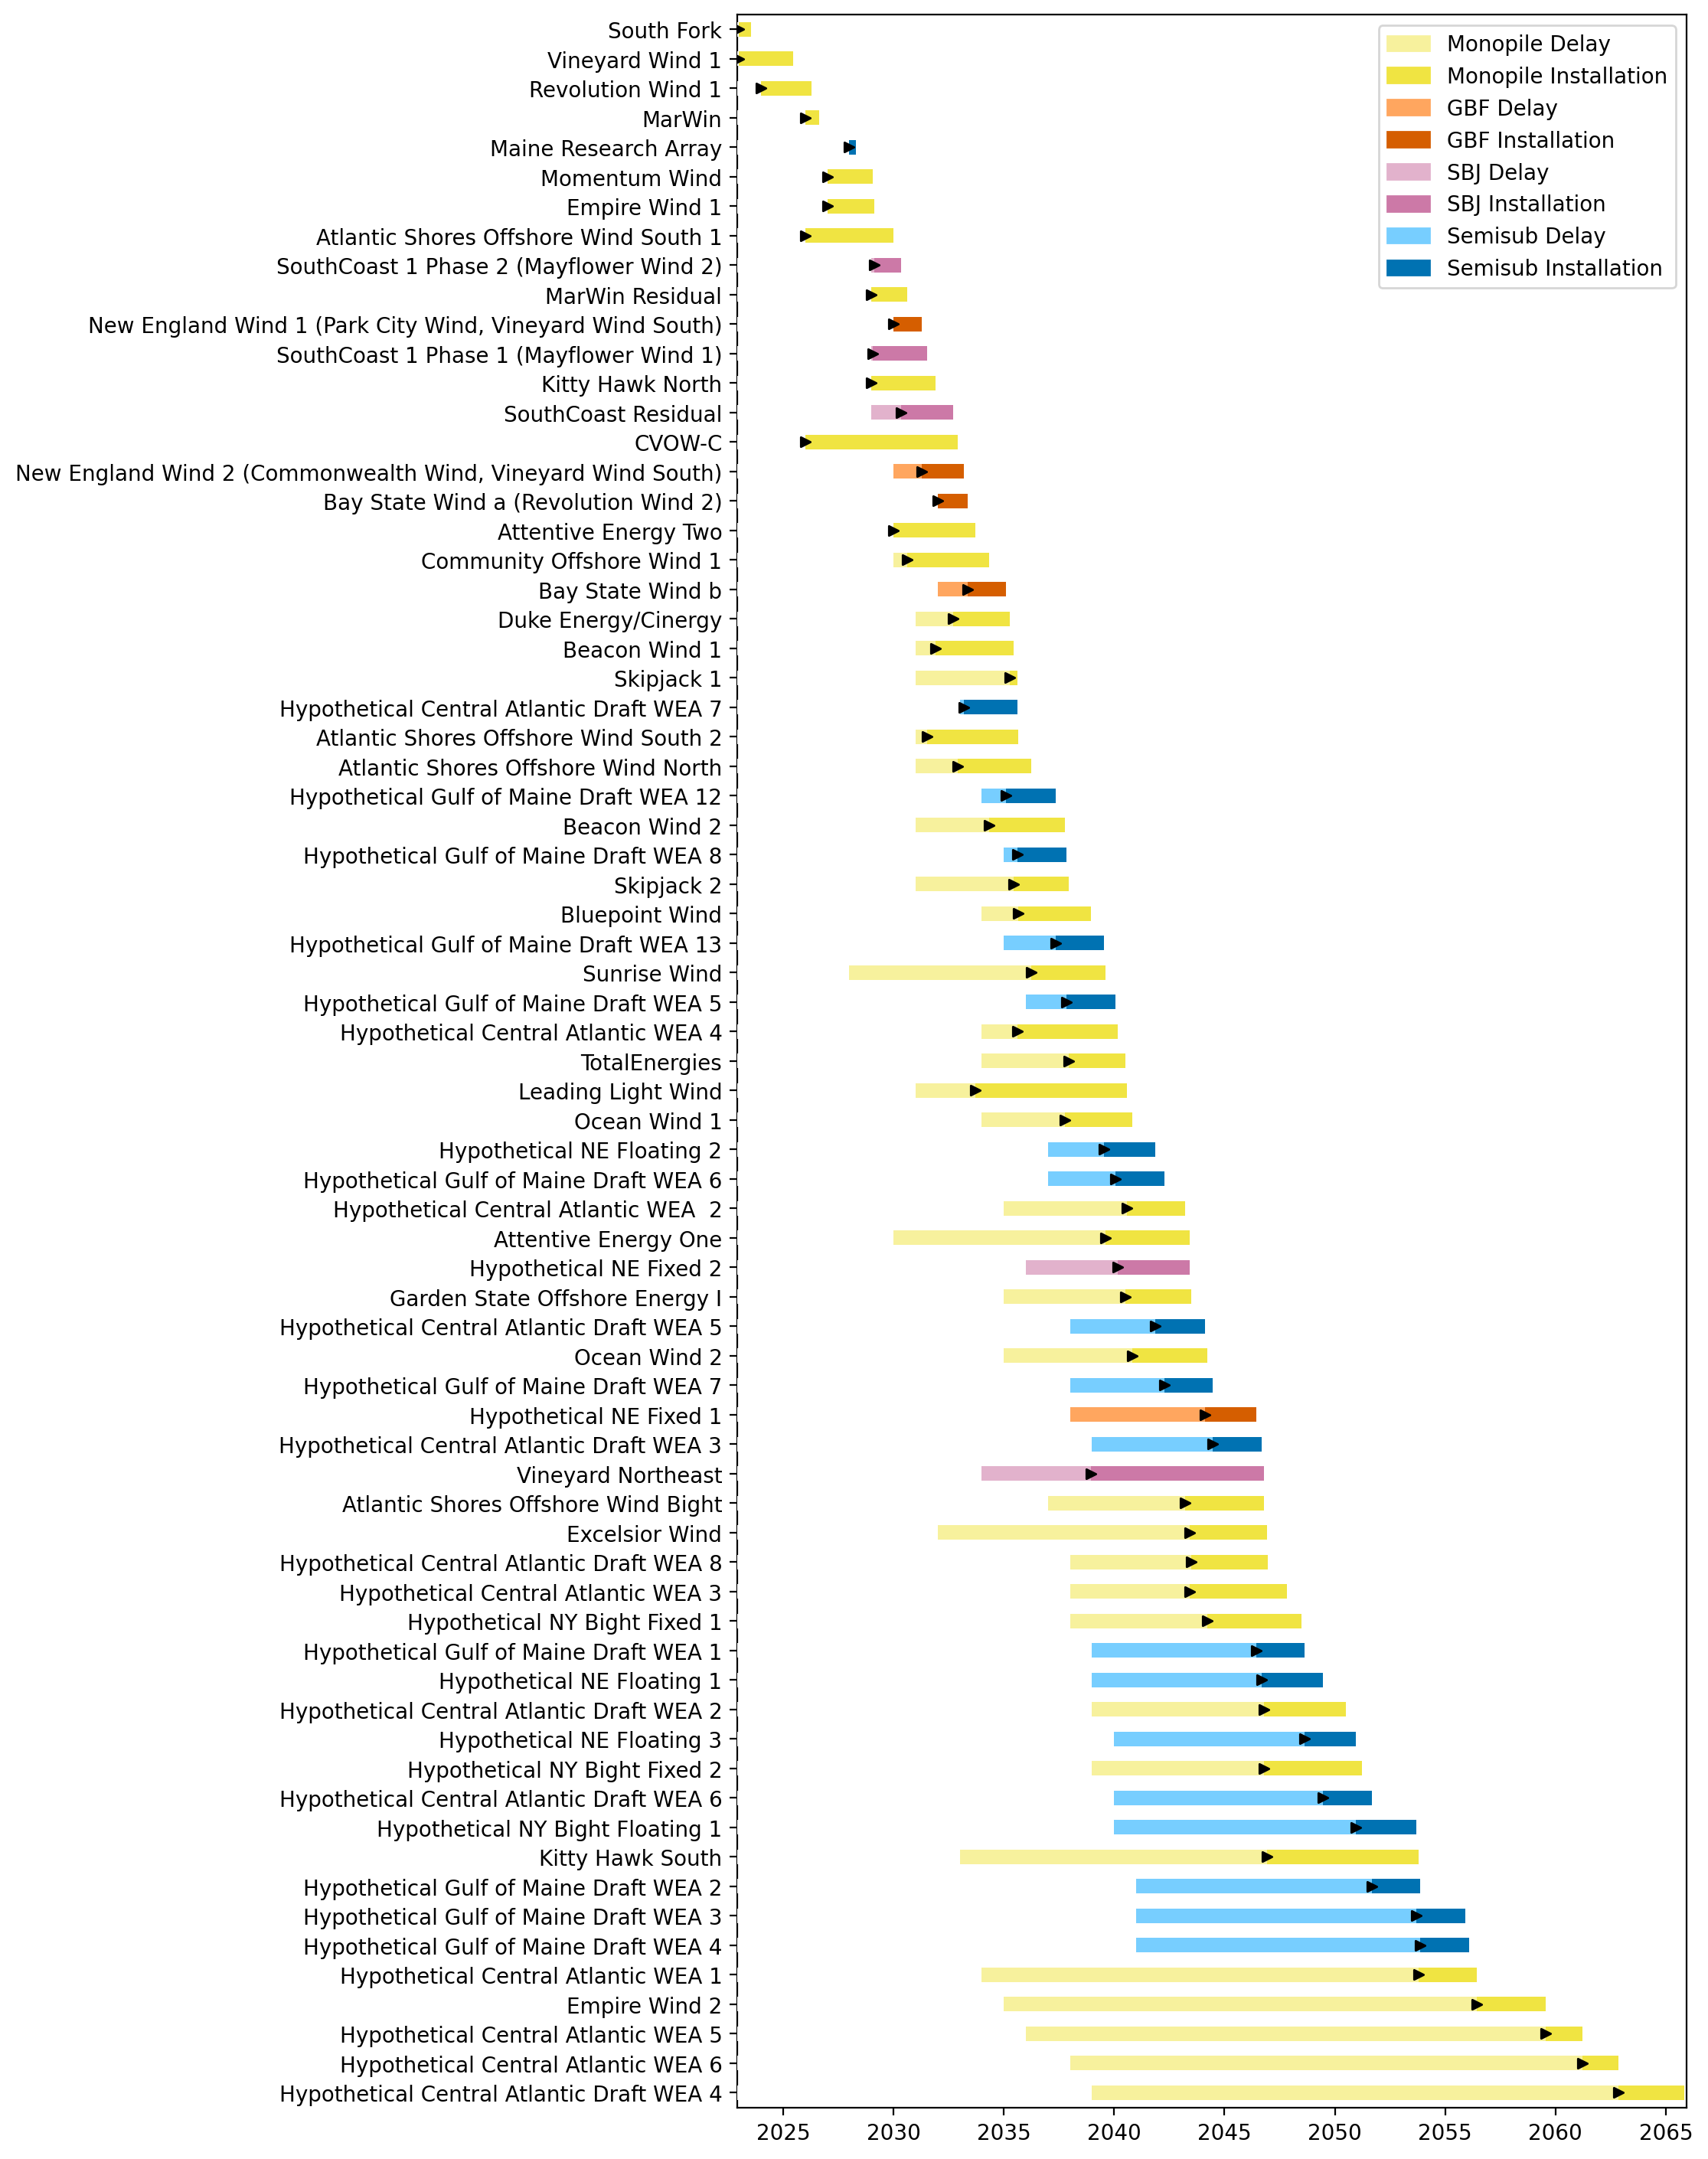 South Fork
Vineyard Wind 1
Revolution Wind 1
MarWin
Maine Research Array
Momentum Wind
Empire Wind 1
Atlantic Shores Offshore Wind South 1
SouthCoast 1 Phase 2 (Mayflower Wind 2)
MarWin Residual
New England Wind 1 (Park City Wind, Vineyard Wind South)
SouthCoast 1 Phase 1 (Mayflower Wind 1)
Kitty Hawk North
SouthCoast Residual
CVOW-C
New England Wind 2 (Commonwealth Wind, Vineyard Wind South)
Bay State Wind a (Revolution Wind 2)
Attentive Energy Two
Community Offshore Wind 1
Bay State Wind b
Duke Energy/Cinergy
Beacon Wind 1
Skipjack 1
Hypothetical Central Atlantic Draft WEA 7
Atlantic Shores Offshore Wind South 2
Atlantic Shores Offshore Wind North
Hypothetical Gulf of Maine Draft WEA 12
Beacon Wind 2
Hypothetical Gulf of Maine Draft WEA 8
Skipjack 2
Bluepoint Wind
Hypothetical Gulf of Maine Draft WEA 13
Sunrise Wind
Hypothetical Gulf of Maine Draft WEA 5
Hypothetical Central Atlantic WEA 4
TotalEnergies
Leading Light Wind
Ocean Wind 1
Hypothetical NE Floating 2
Hypothetical Gulf of Maine Draft WEA 6
Hypothetical Central Atlantic WEA  2
Attentive Energy One
Hypothetical NE Fixed 2
Garden State Offshore Energy I
Hypothetical Central Atlantic Draft WEA 5
Ocean Wind 2
Hypothetical Gulf of Maine Draft WEA 7
Hypothetical NE Fixed 1
Hypothetical Central Atlantic Draft WEA 3
Vineyard Northeast
Atlantic Shores Offshore Wind Bight
Excelsior Wind
Hypothetical Central Atlantic Draft WEA 8
Hypothetical Central Atlantic WEA 3
Hypothetical NY Bight Fixed 1
Hypothetical Gulf of Maine Draft WEA 1
Hypothetical NE Floating 1
Hypothetical Central Atlantic Draft WEA 2
Hypothetical NE Floating 3
Hypothetical NY Bight Fixed 2
Hypothetical Central Atlantic Draft WEA 6
Hypothetical NY Bight Floating 1
Kitty Hawk South
Hypothetical Gulf of Maine Draft WEA 2
Hypothetical Gulf of Maine Draft WEA 3
Hypothetical Gulf of Maine Draft WEA 4
Hypothetical Central Atlantic WEA 1
Empire Wind 2
Hypothetical Central Atlantic WEA 5
Hypothetical Central Atlantic WEA 6
Hypothetical Central Atlantic Draft WEA 4
Monopile Delay
Monopile Installation
GBF Delay
GBF Installation
SBJ Delay
SBJ Installation
Semisub Delay
Semisub Installation
2025 2030 2035 2040 2045 2050 2055 2060 2065